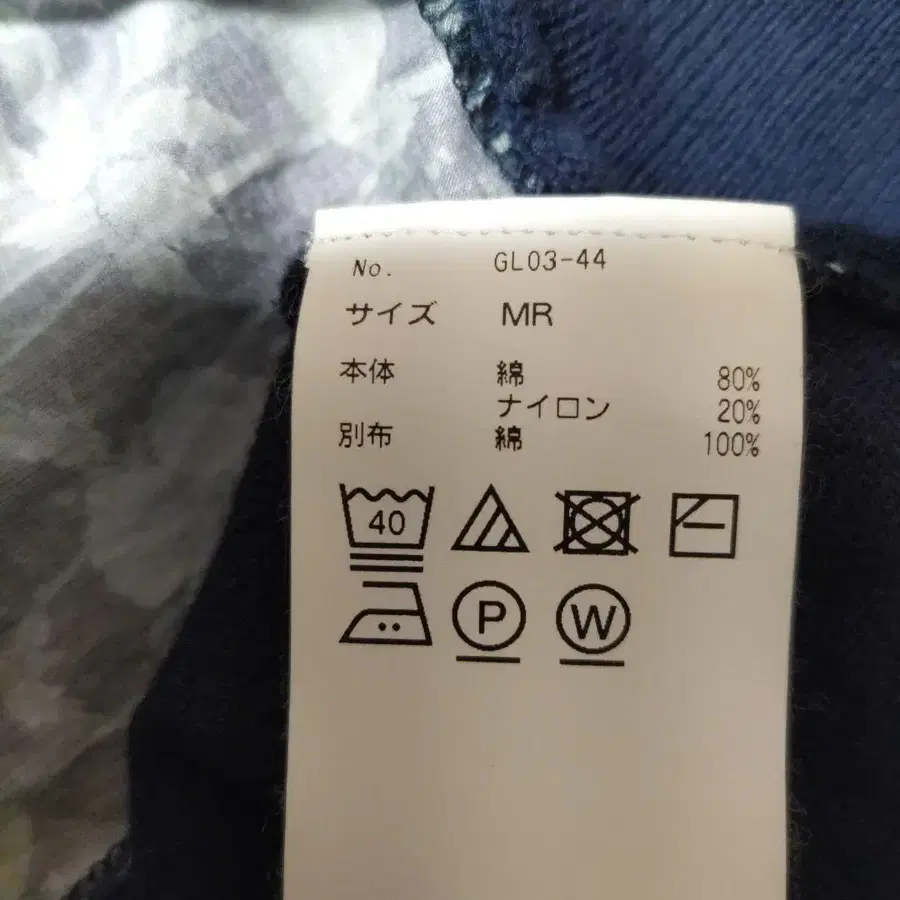 No. GL03-44
サイズ MR
本体 綿 80%
ナイロン 20%
別布 綿 100%
40
P W